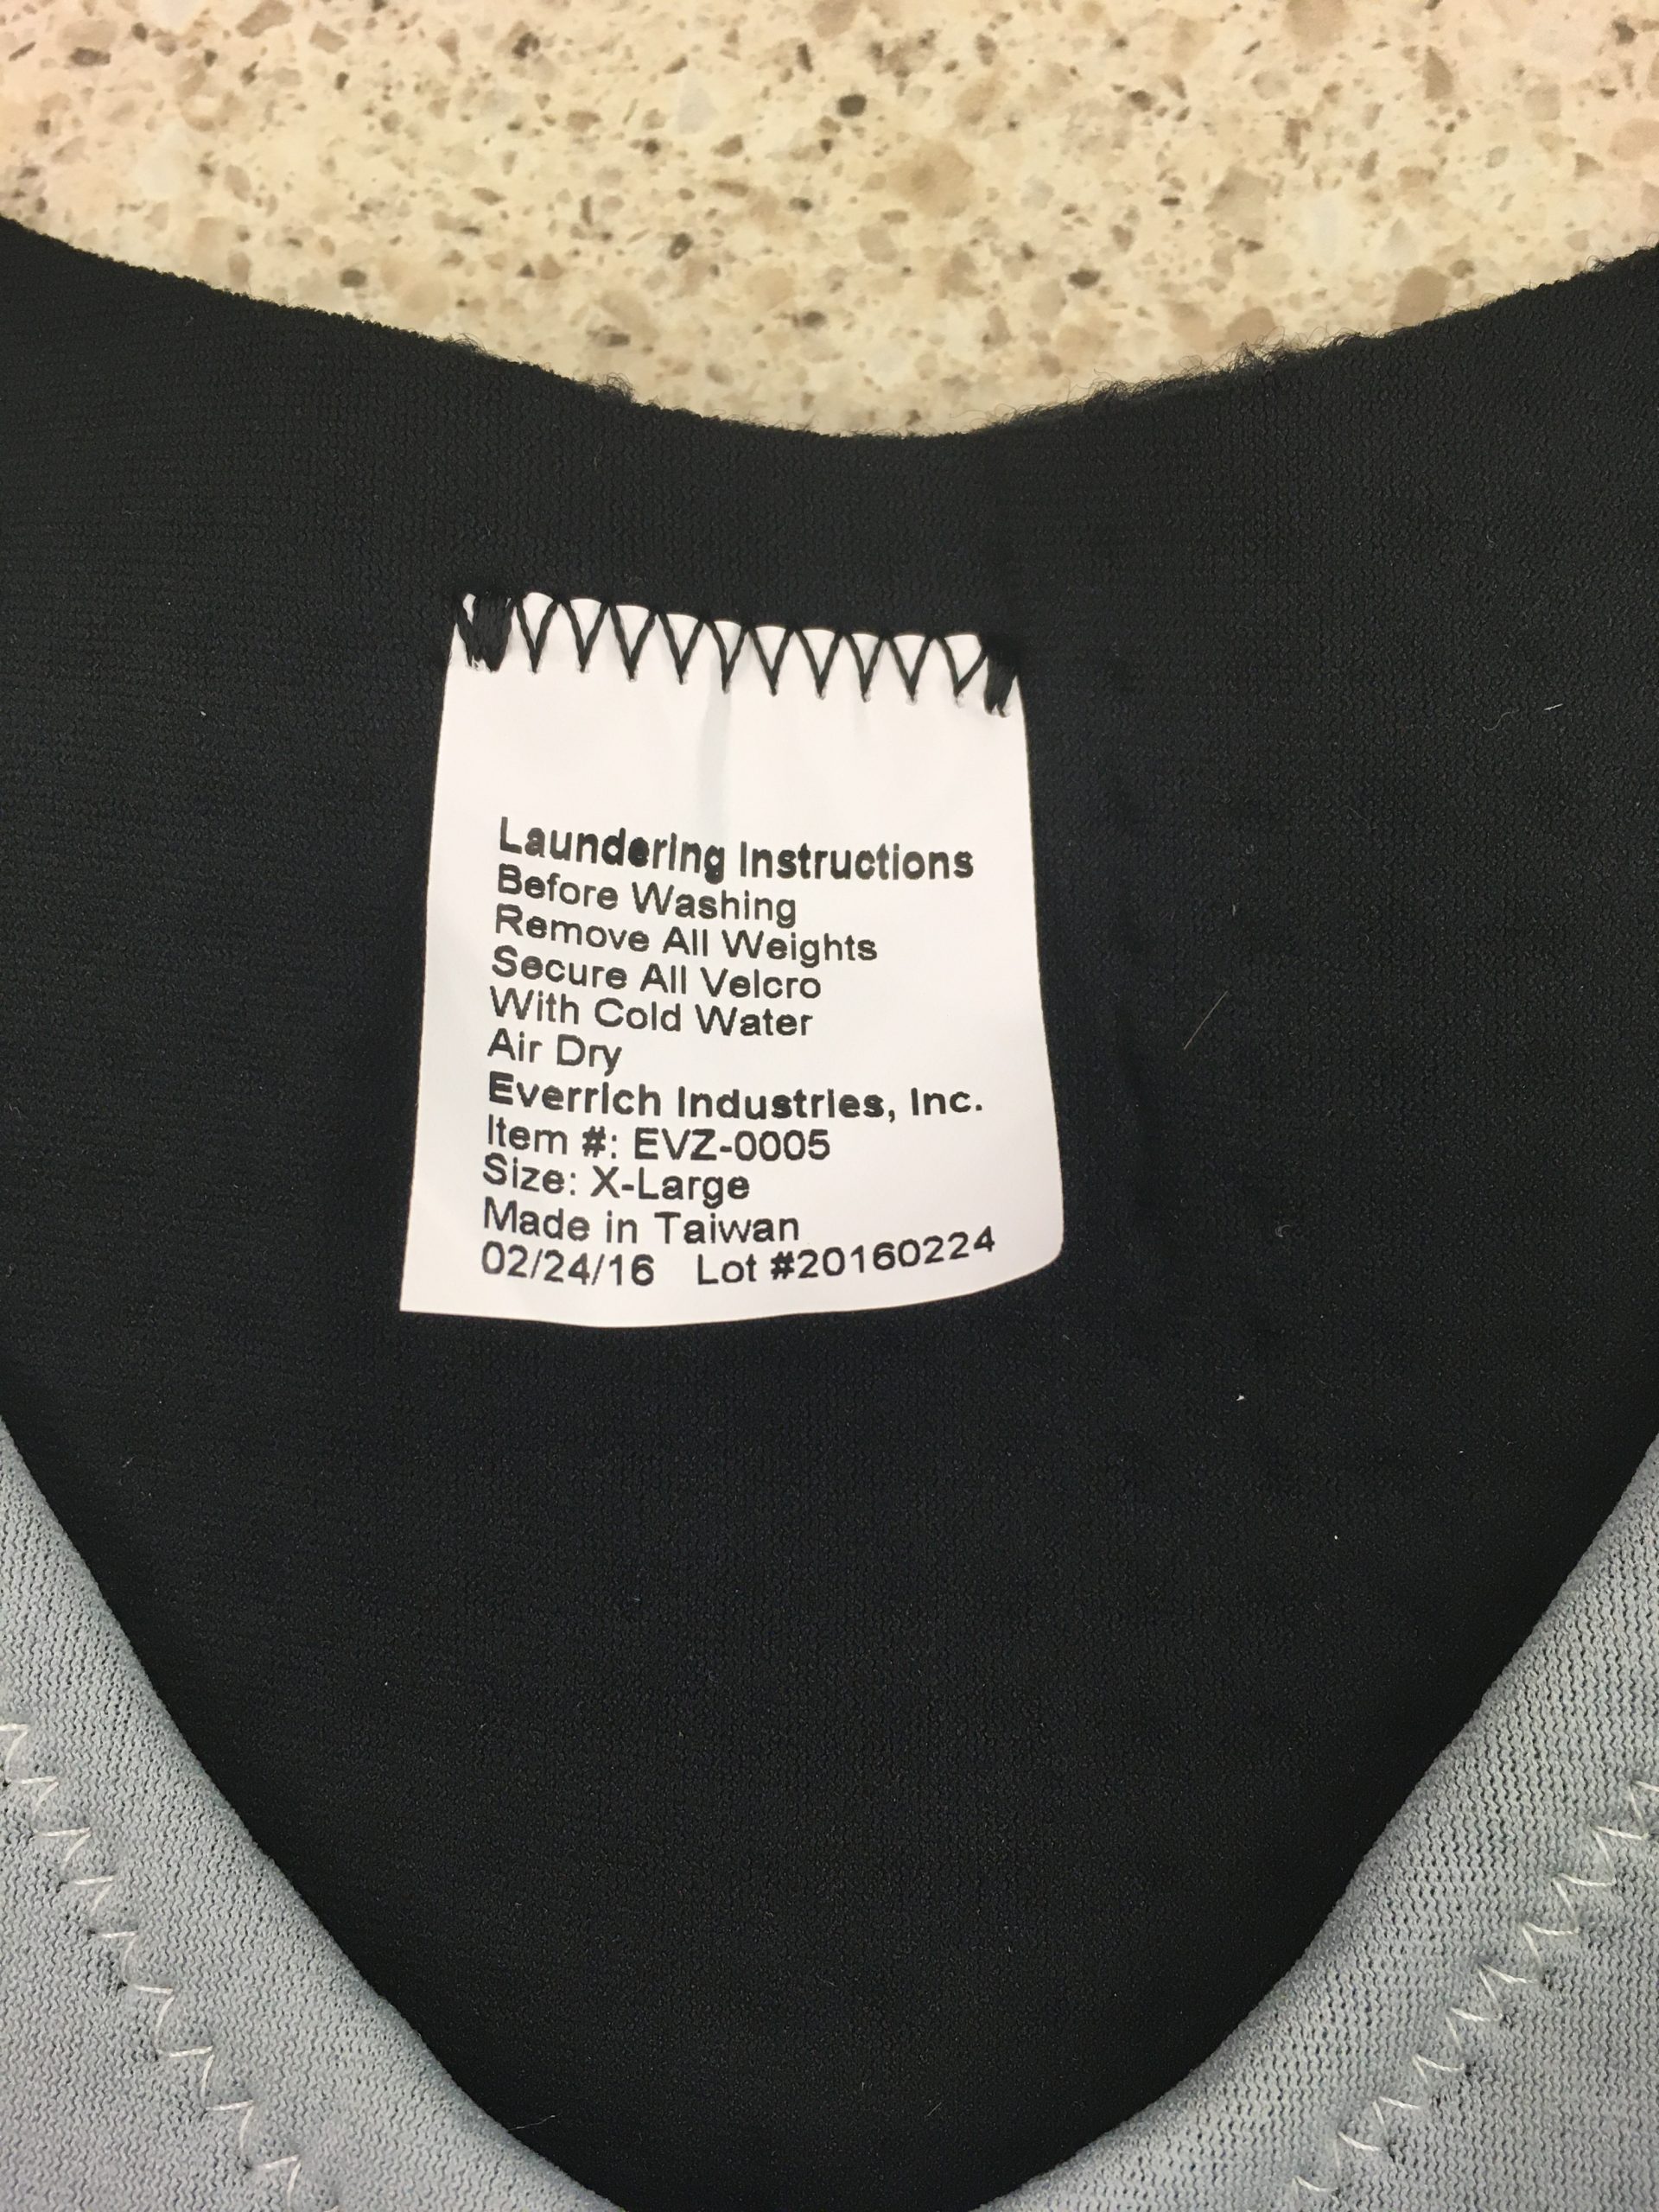 Laundering Instructions
Before Washing
Remove All Weights
Secure All Velcro
With Cold Water
Air Dry
Everrich Industries, Inc.
Item #: EVZ-0005
Size: X-Large
Made in Taiwan
02/24/16 Lot #20160224